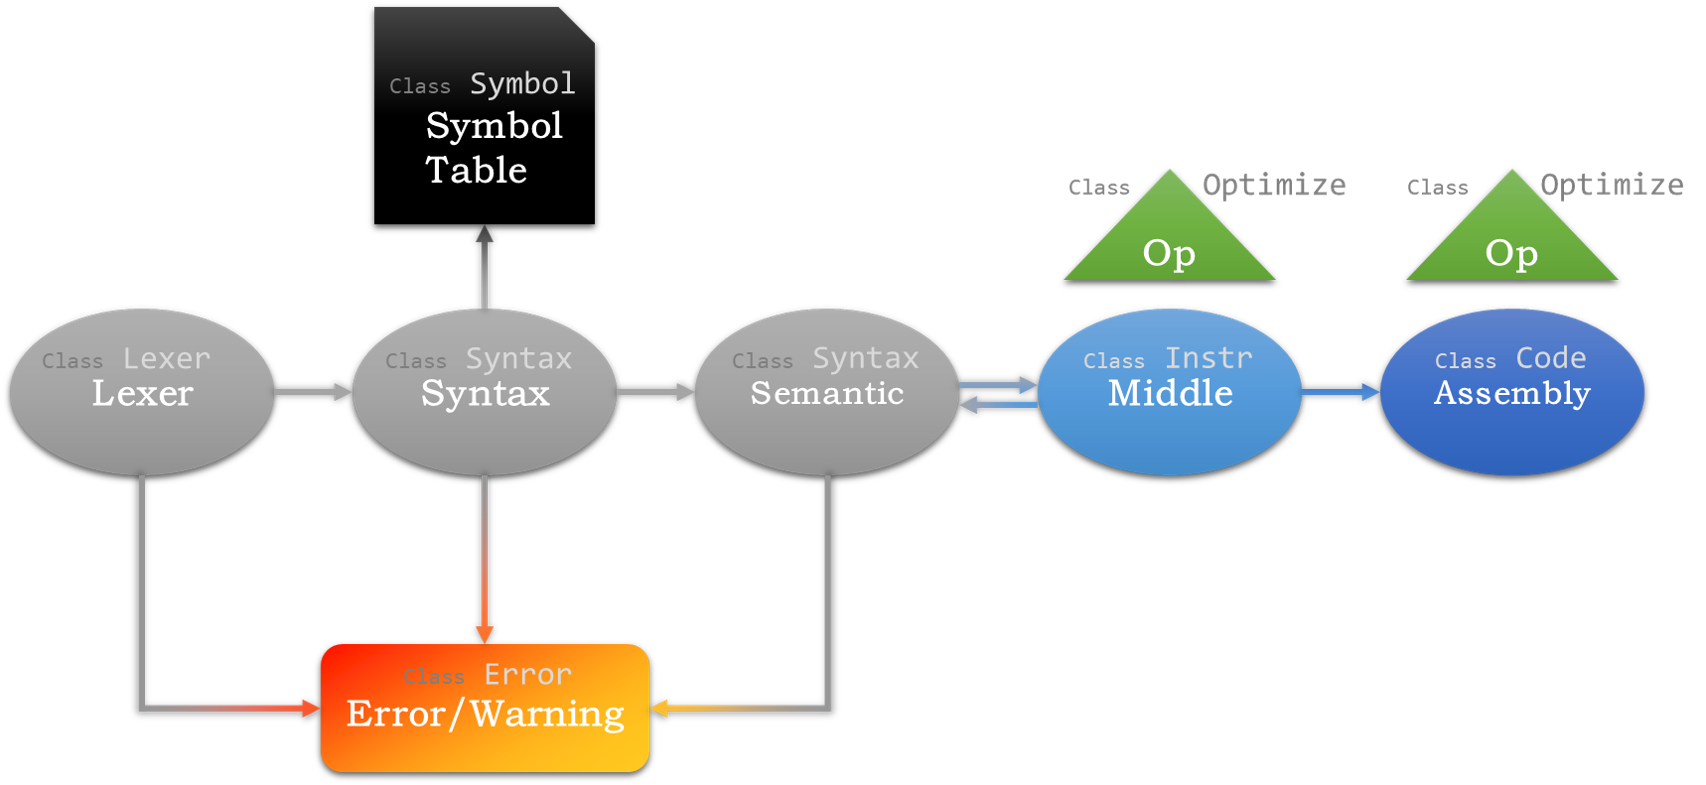 Class Symbol
Symbol
Table
Class Optimize
Op
Class Optimize
Op
Class Lexer
Lexer
Class Syntax
Syntax
Class Syntax
Semantic
Class Instr
Middle
Class Code
Assembly
Class Error
Error/Warning